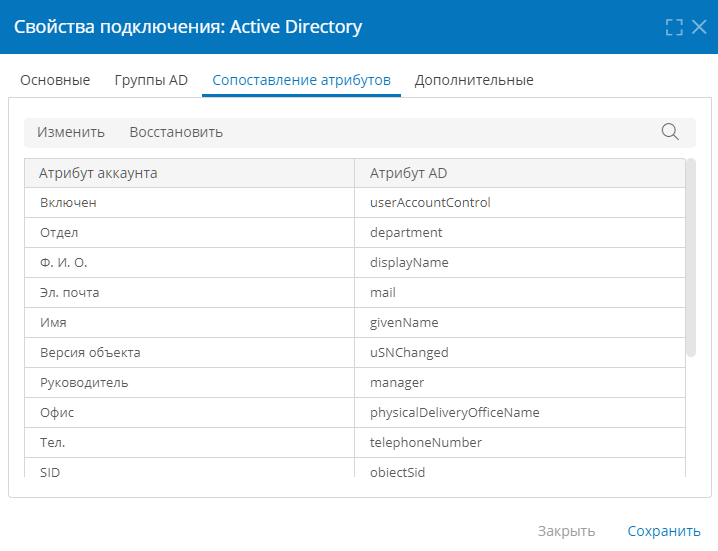 Свойства подключения: Active Directory
Основные Группы AD Сопоставление атрибутов Дополнительные
Изменить Восстановить
Атрибут аккаунта Атрибут AD
Включен userAccountControl
Отдел department
Ф. И. О. displayName
Эл. почта mail
Имя givenName
Версия объекта uSNChanged
Руководитель manager
Офис physicalDeliveryOfficeName
Тел. telephoneNumber
SID objectSid
Закрыть Сохранить